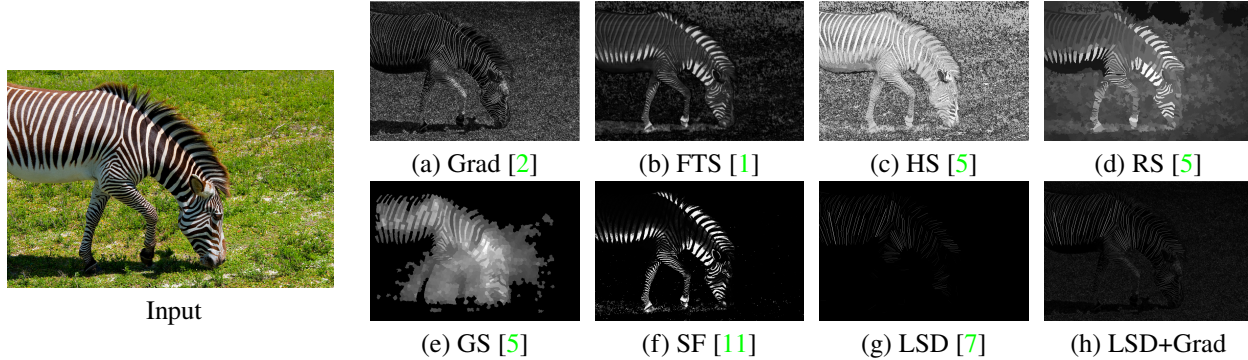 (a) Grad [2]
(b) FTS [1]
(c) HS [5]
(d) RS [5]
Input
(e) GS [5]
(f) SF [11]
(g) LSD [7]
(h) LSD+Grad